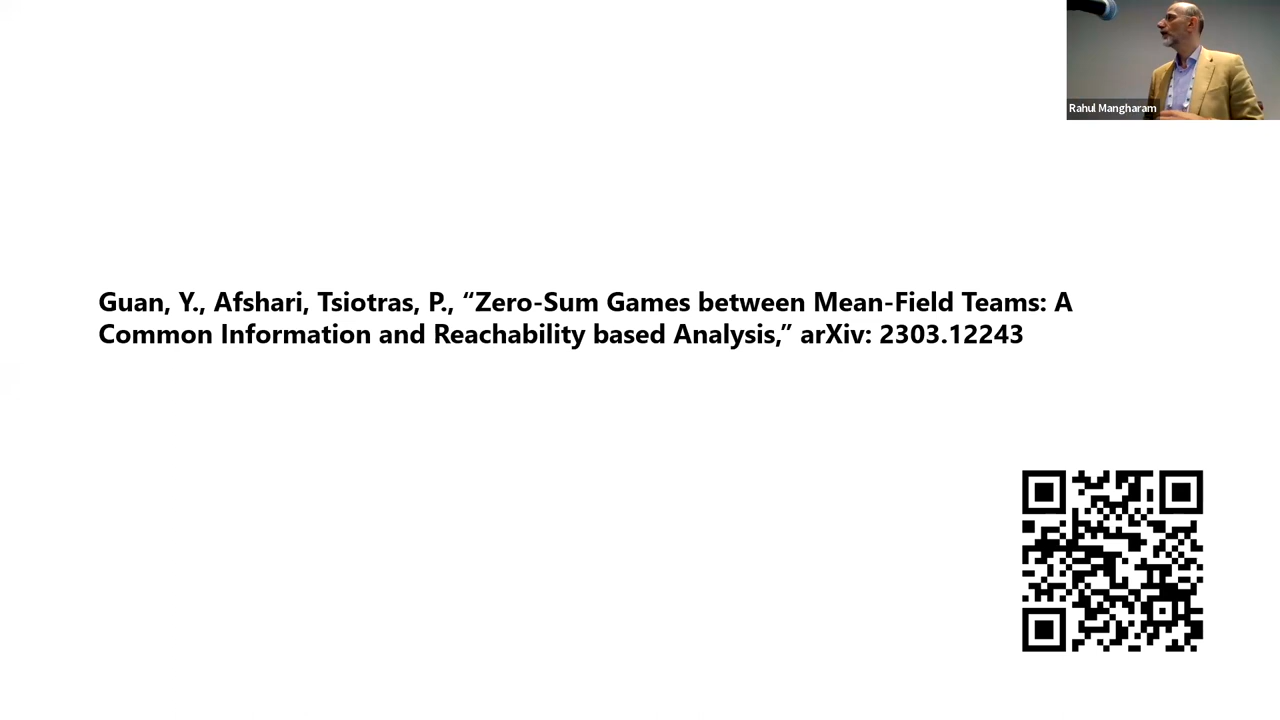 Rahul Mangharam
Guan, Y., Afshari, Tsiotras, P., “Zero-Sum Games between Mean-Field Teams: A
Common Information and Reachability based Analysis,” arXiv: 2303.12243